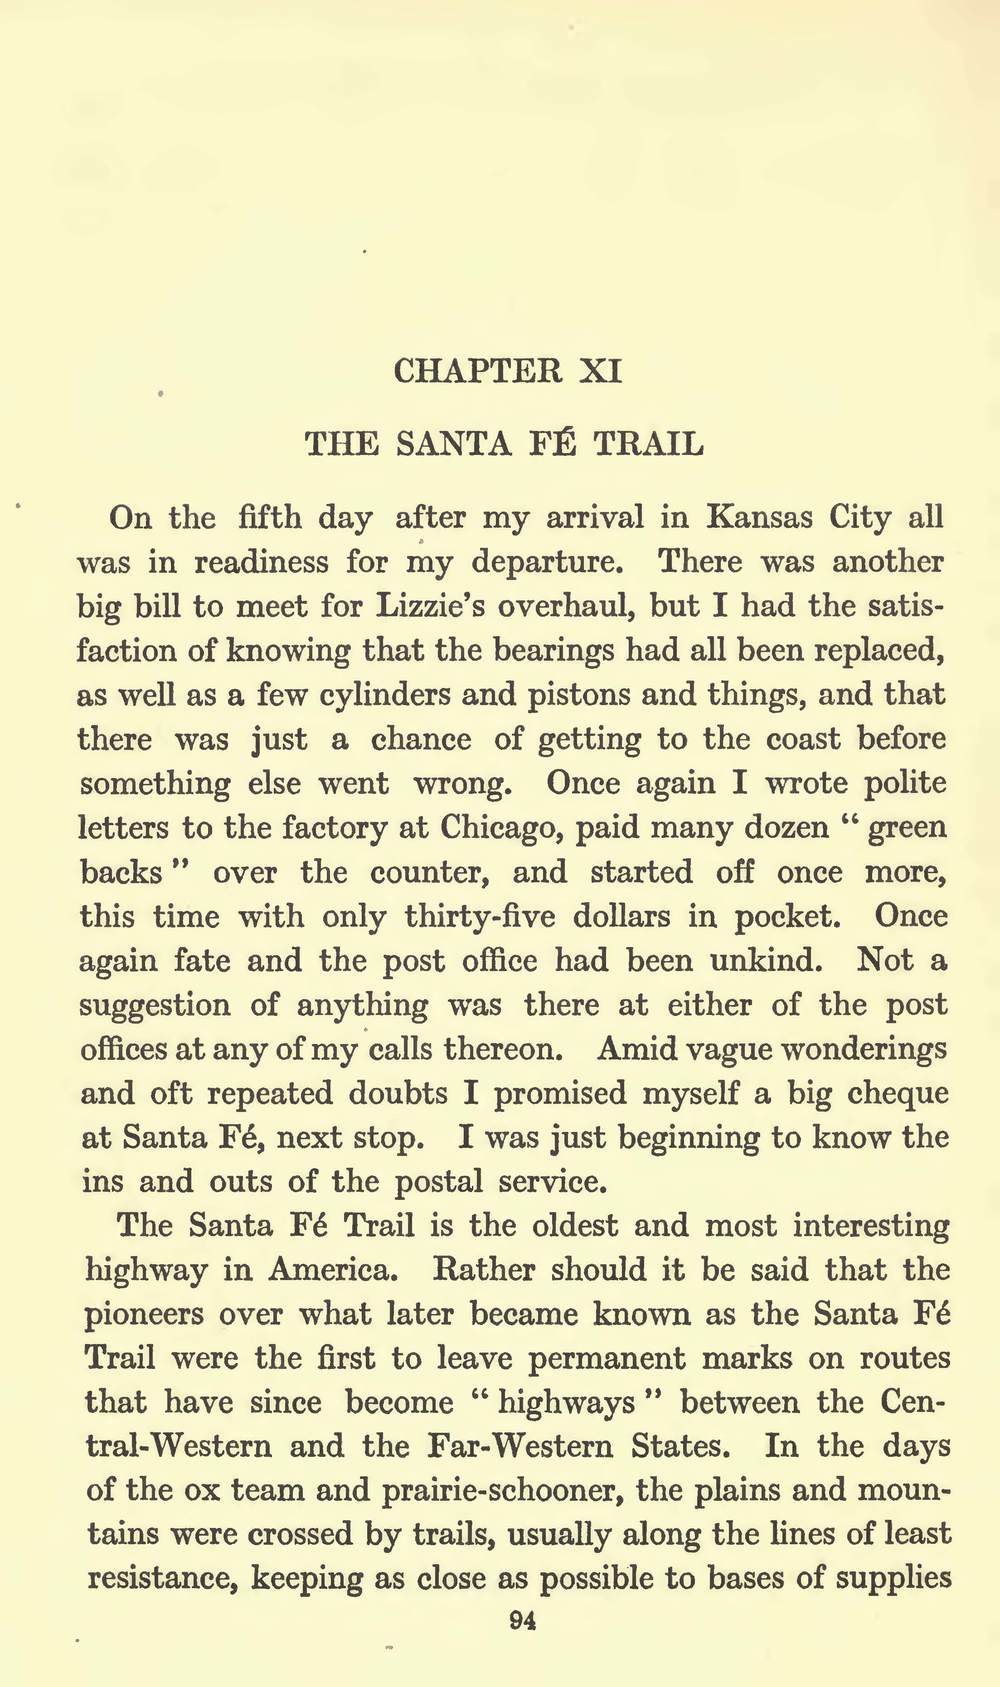 CHAPTER XI
THE SANTA FÉ TRAIL
On the fifth day after my arrival in Kansas City all
was in readiness for my departure. There was another
big bill to meet for Lizzie's overhaul, but I had the satis-
faction of knowing that the bearings had all been replaced,
as well as a few cylinders and pistons and things, and that
there was just a chance of getting to the coast before
something else went wrong. Once again I wrote polite
letters to the factory at Chicago, paid many dozen “ green
backs ” over the counter, and started off once more,
this time with only thirty-five dollars in pocket. Once
again fate and the post office had been unkind. Not a
suggestion of anything was there at either of the post
offices at any of my calls thereon. Amid vague wonderings
and oft repeated doubts I promised myself a big cheque
at Santa Fé, next stop. I was just beginning to know the
ins and outs of the postal service.
The Santa Fé Trail is the oldest and most interesting
highway in America. Rather should it be said that the
pioneers over what later became known as the Santa Fé
Trail were the first to leave permanent marks on routes
that have since become “ highways ” between the Cen-
tral-Western and the Far-Western States. In the days
of the ox team and prairie-schooner, the plains and moun-
tains were crossed by trails, usually along the lines of least
resistance, keeping as close as possible to bases of supplies
94